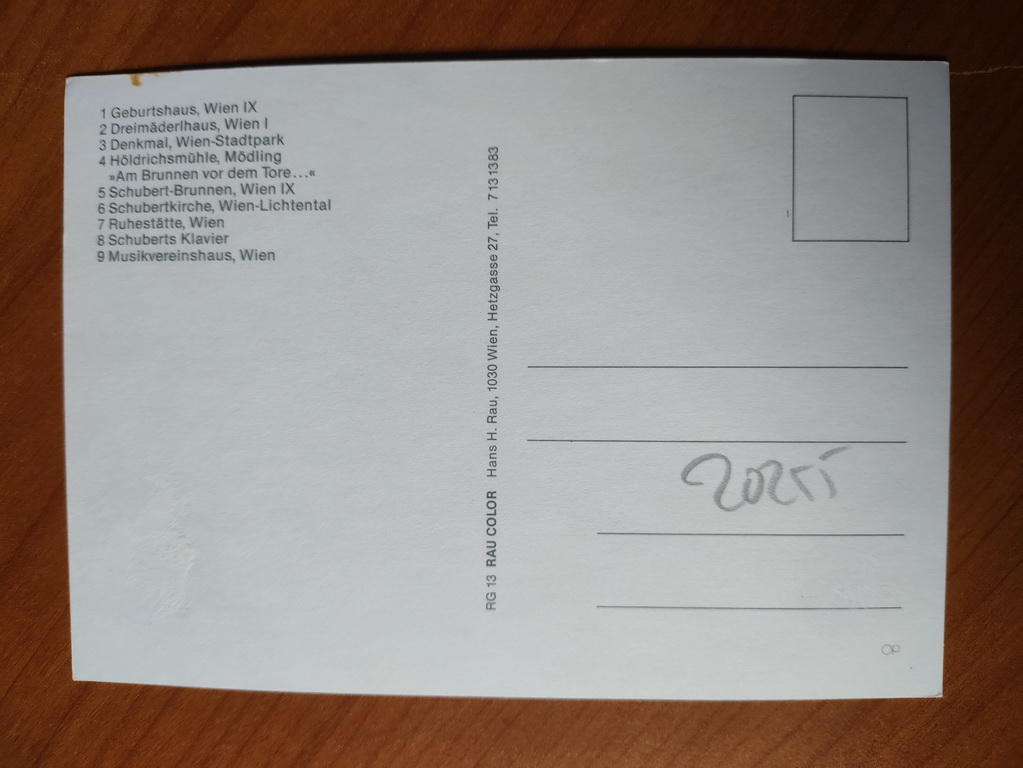 1 Geburtshaus, Wien IX
2 Dreimäderlhaus, Wien I
3 Denkmal, Wien-Stadtpark
4 Höldrichsmühle, Mödling
»Am Brunnen vor dem Tore...«
5 Schubert-Brunnen, Wien IX
6 Schubertkirche, Wien-Lichtental
7 Ruhestätte, Wien
8 Schuberts Klavier
9 Musikvereinshaus, Wien
RG 13 RAU COLOR Hans H. Rau, 1030 Wien, Hetzgasse 27, Tel. 7131383